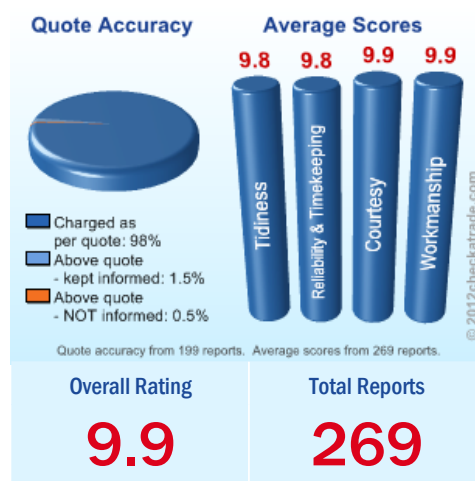 Quote Accuracy
Average Scores
9.8
9.8
9.9
9.9
Tidiness
Reliability & Timekeeping
Courtesy
Workmanship
Charged as
per quote: 98%
Above quote
- kept informed: 1.5%
Above quote
- NOT informed: 0.5%
© 2012checkatrade.com
Quote accuracy from 199 reports. Average scores from 269 reports.
Overall Rating
Total Reports
9.9
269